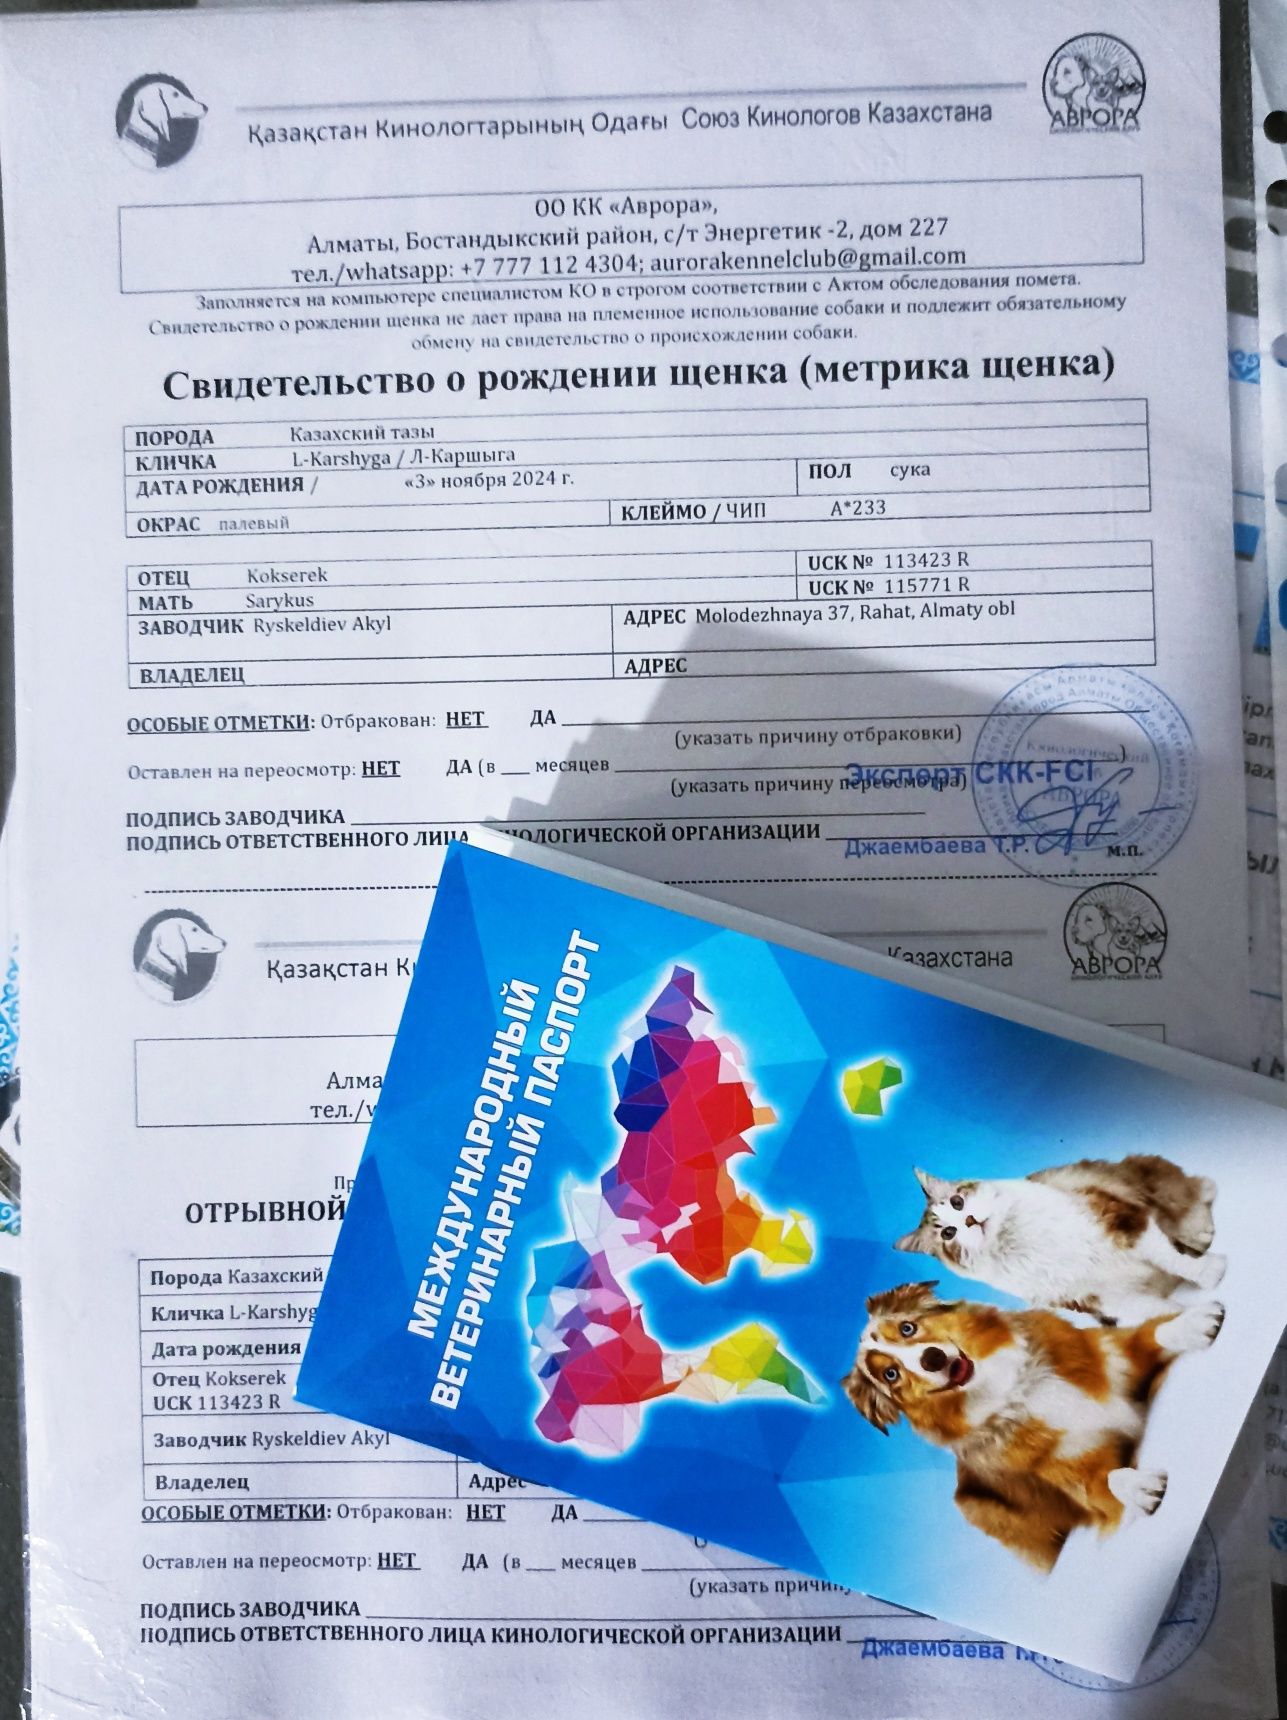 Қазақстан Кинологтарының Одағы Союз Кинологов Казахстана
АВРОРА
ОО КК «Аврора»,
Алматы, Бостандыкский район, с/т Энергетик -2, дом 227
тел./whatsapp: +7 777 112 4304; aurorakennelclub@gmail.com
Заполняется на компьютере специалистом КО в строгом соответствии с Актом обследования помета.
Свидетельство о рождении щенка не дает права на племенное использование собаки и подлежит обязательному
обмену на свидетельство о происхождении собаки.
Свидетельство о рождении щенка (метрика щенка)
ПОРОДА Казахский тазы
КЛИЧКА L-Karshyga / Л-Каршыга
ДАТА РОЖДЕНИЯ / «3» ноября 2024 г. ПОЛ сука
ОКРАС палевый КЛЕЙМО / ЧИП А*233
ОТЕЦ Kokserek UCK № 113423 R
МАТЬ Sarykus UCK № 115771 R
ЗАВОДЧИК Ryskeldiev Akyl АДРЕС Molodezhnaya 37, Rahat, Almaty obl
ВЛАДЕЛЕЦ АДРЕС
ОСОБЫЕ ОТМЕТКИ: Отбракован: НЕТ ДА
(указать причину отбраковки)
Оставлен на переосмотр: НЕТ ДА (в ___ месяцев )
(указать причину переосмотра)
Эксперт СКК-FCI
ПОДПИСЬ ЗАВОДЧИКА
ПОДПИСЬ ОТВЕТСТВЕННОГО ЛИЦА КИНОЛОГИЧЕСКОЙ ОРГАНИЗАЦИИ
Джаембаева Т.Р. М.П.
Қазақстан К Казахстана
АВРОРА
Алма
тел./w
Пр
ОТРЫВНОЙ
Порода Казахский
Кличка L-Karshyg
Дата рождения
Отец Kokserek
UCK 113423 R
Заводчик Ryskeldiev Akyl
Владелец Адрес
ОСОБЫЕ ОТМЕТКИ: Отбракован: НЕТ ДА
Оставлен на переосмотр: НЕТ ДА (в ___ месяцев
(указать причину
ПОДПИСЬ ЗАВОДЧИКА
ПОДПИСЬ ОТВЕТСТВЕННОГО ЛИЦА КИНОЛОГИЧЕСКОЙ ОРГАНИЗАЦИИ
Джаембаева
МЕЖДУНАРОДНЫЙ
ВЕТЕРИНАРНЫЙ ПАСПОРТ